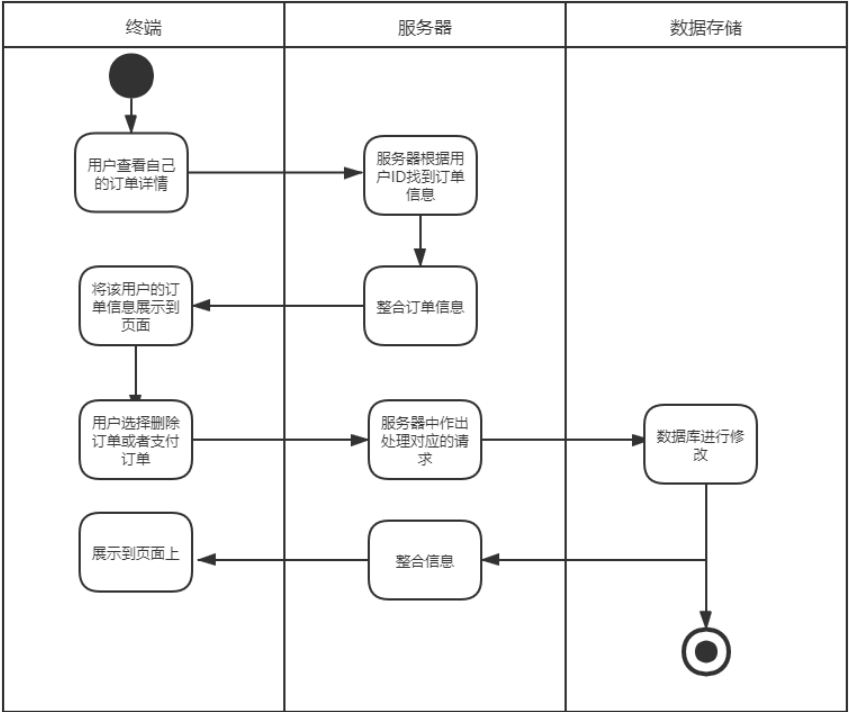 终端
服务器
数据存储
用户查看自己
的订单详情
服务器根据用
户ID找到订单
信息
将该用户的订
单信息展示到
页面
整合订单信息
用户选择删除
订单或者支付
订单
服务器中作出
处理对应的请
求
数据库进行修
改
展示到页面上
整合信息